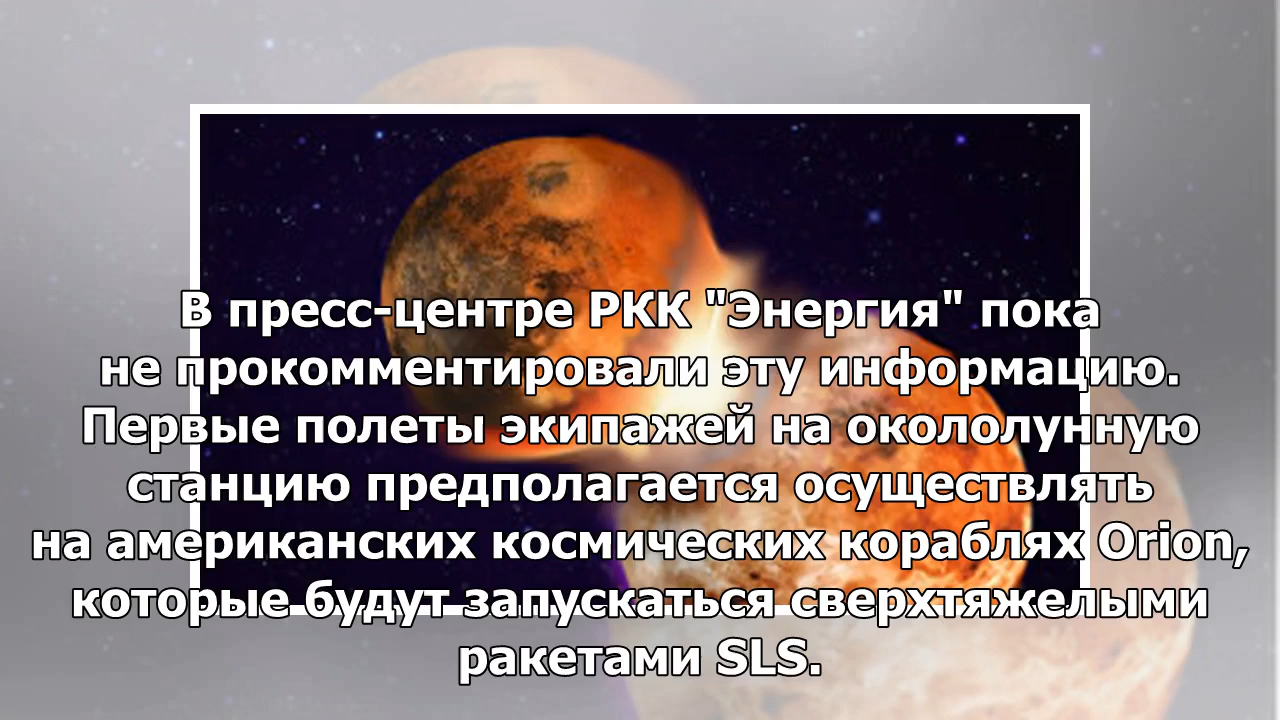 В пресс-центре РКК "Энергия" пока
не прокомментировали эту информацию.
Первые полеты экипажей на окололунную
станцию предполагается осуществлять
на американских космических кораблях Orion,
которые будут запускаться сверхтяжелыми
ракетами SLS.